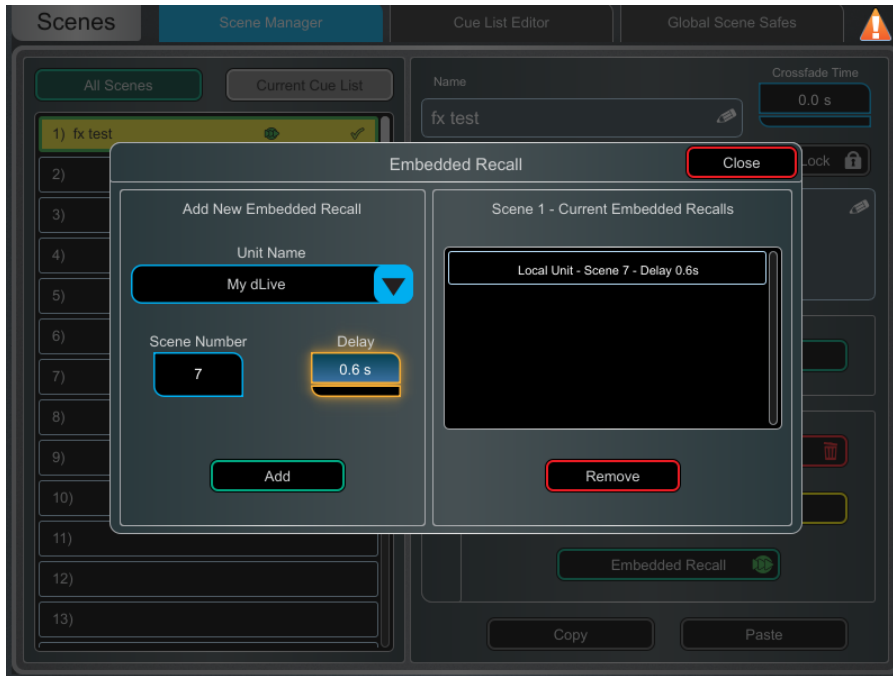 Scenes
Scene Manager
Cue List Editor
Global Scene Safes
All Scenes
Current Cue List
Name
Crossfade Time
0.0 s
fx test
1) fx test
2)
3)
4)
5)
6)
7)
8)
9)
10)
11)
12)
13)
Lock
Embedded Recall
Close
Add New Embedded Recall
Unit Name
My dLive
Scene Number
Delay
7
0.6 s
Add
Scene 1 - Current Embedded Recalls
Local Unit - Scene 7 - Delay 0.6s
Remove
Embedded Recall
Copy
Paste